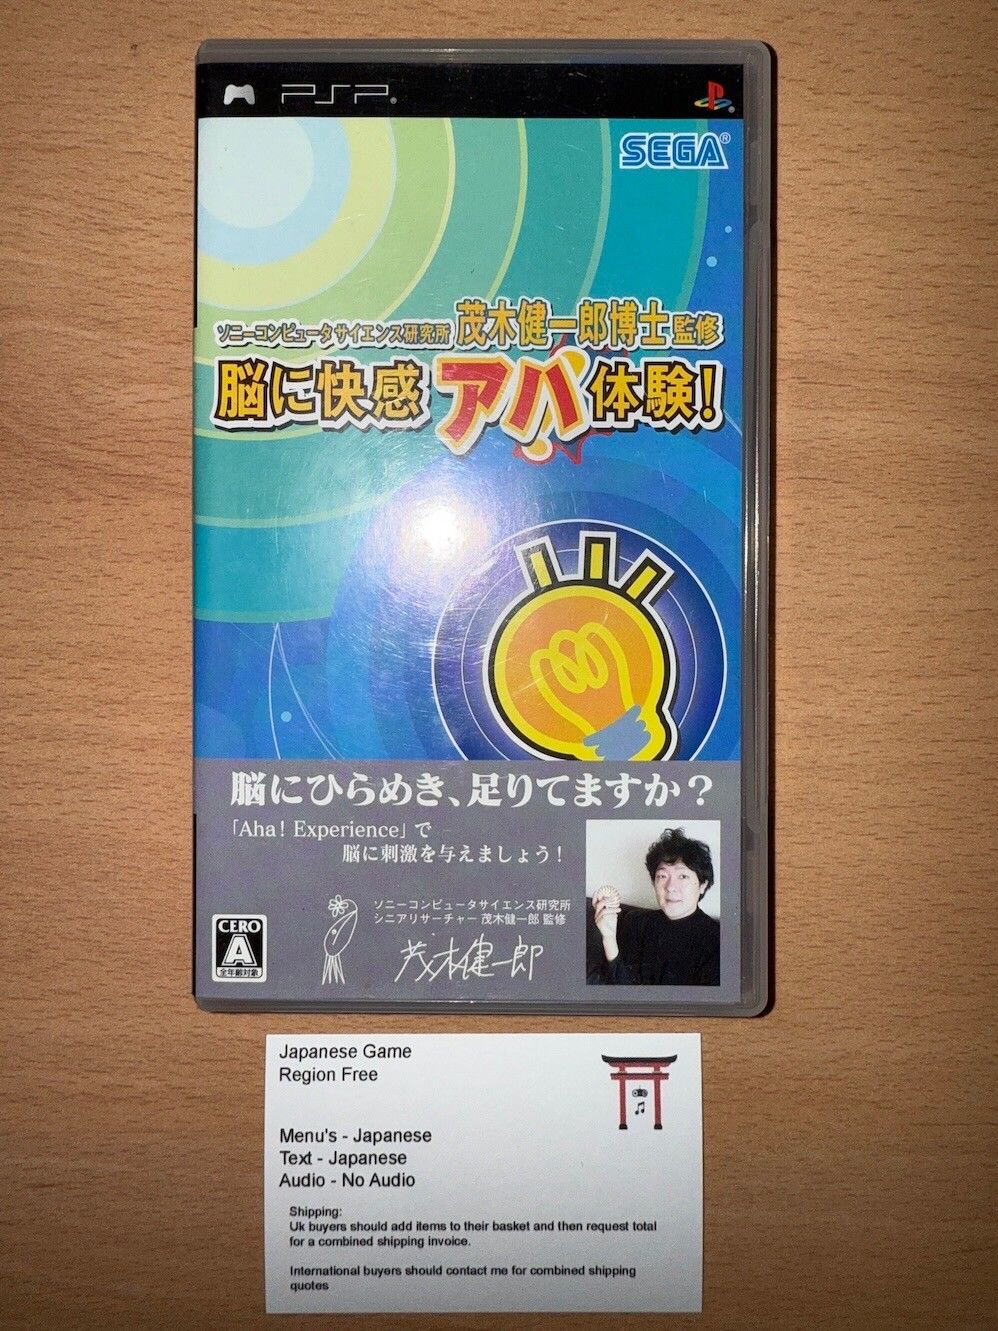 PSP®
SEGA®
ソニーコンピュータサイエンス研究所 茂木健一郎博士 監修
脳に快感 アハ 体験!
脳にひらめき、足りてますか?
「Aha! Experience」で
脳に刺激を与えましょう!
ソニーコンピュータサイエンス研究所
シニアリサーチャー 茂木健一郎 監修
茂木健一郎
CERO
A
全年齢対象
Japanese Game
Region Free
Menu's - Japanese
Text - Japanese
Audio - No Audio
Shipping:
Uk buyers should add items to their basket and then request total
for a combined shipping invoice.
International buyers should contact me for combined shipping
quotes